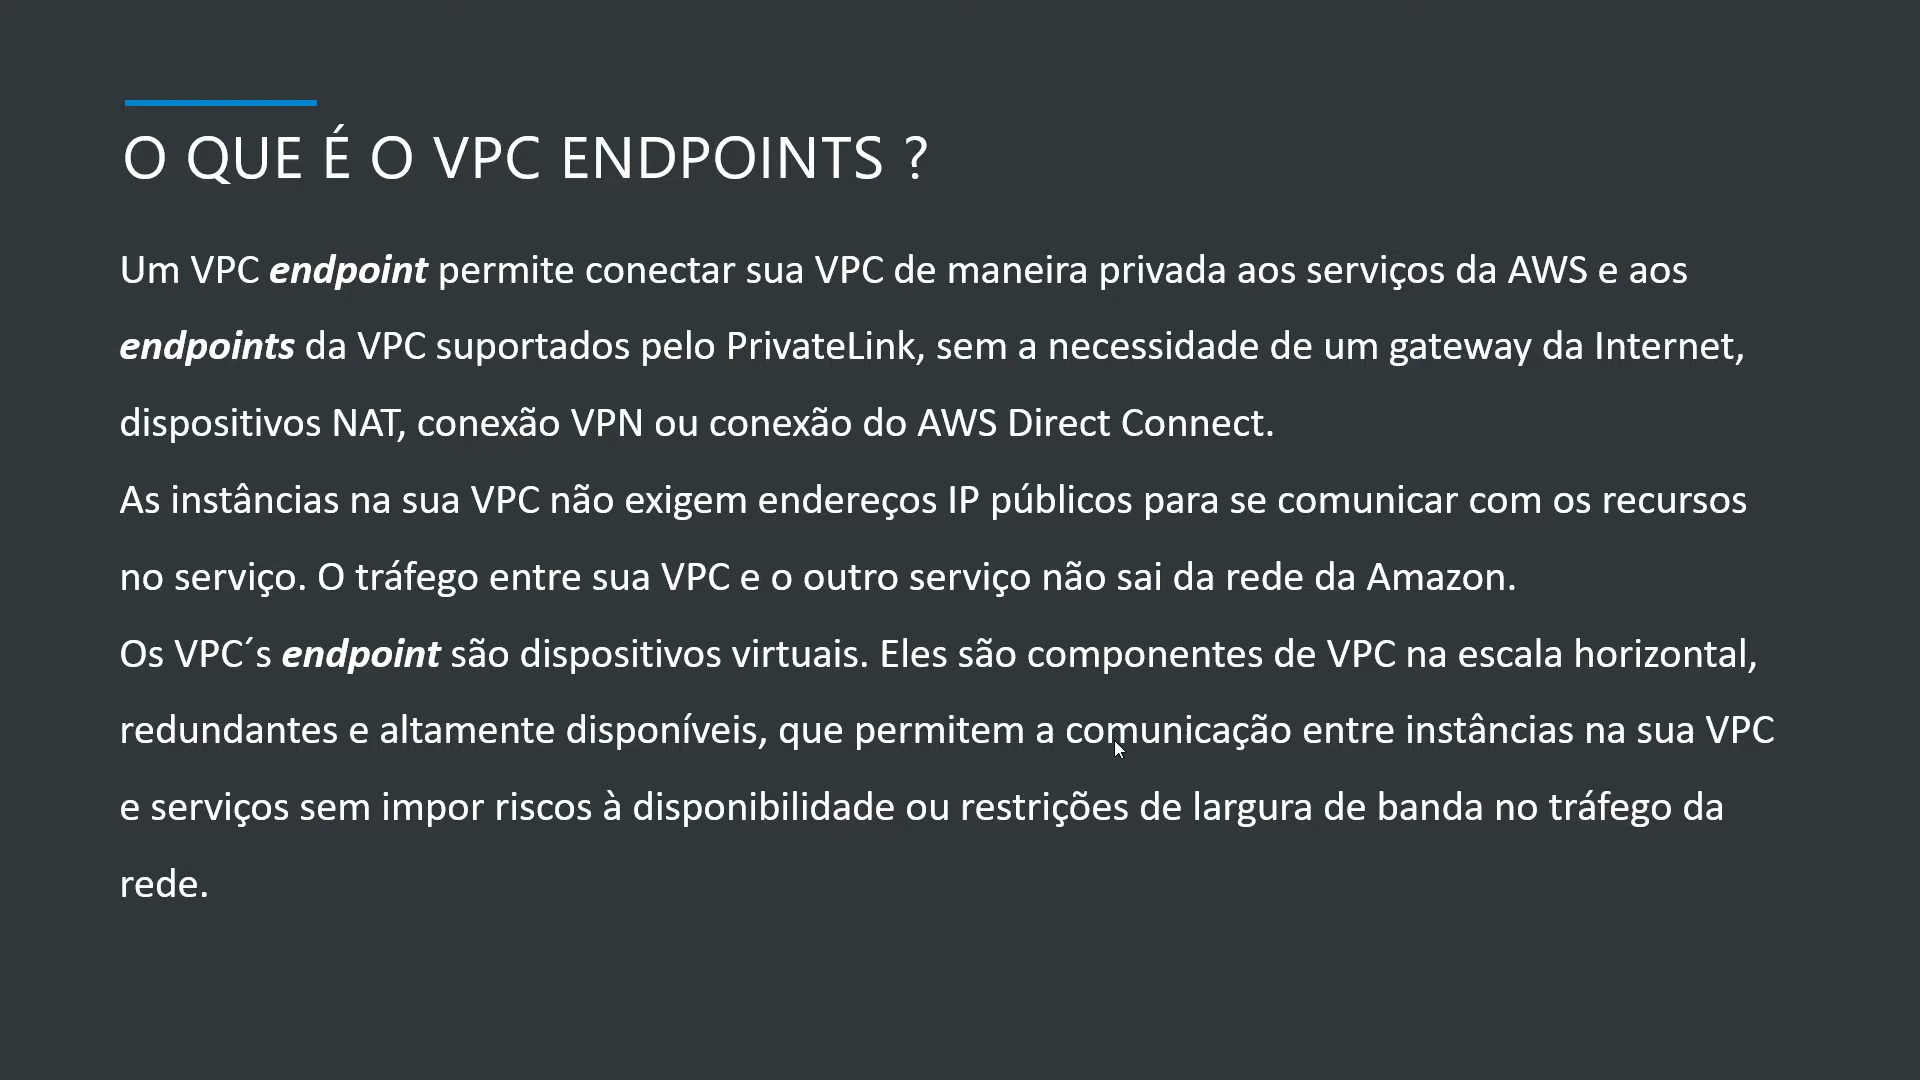 O QUE É O VPC ENDPOINTS ?
Um VPC endpoint permite conectar sua VPC de maneira privada aos serviços da AWS e aos
endpoints da VPC suportados pelo PrivateLink, sem a necessidade de um gateway da Internet,
dispositivos NAT, conexão VPN ou conexão do AWS Direct Connect.
As instâncias na sua VPC não exigem endereços IP públicos para se comunicar com os recursos
no serviço. O tráfego entre sua VPC e o outro serviço não sai da rede da Amazon.
Os VPC´s endpoint são dispositivos virtuais. Eles são componentes de VPC na escala horizontal,
redundantes e altamente disponíveis, que permitem a comunicação entre instâncias na sua VPC
e serviços sem impor riscos à disponibilidade ou restrições de largura de banda no tráfego da
rede.